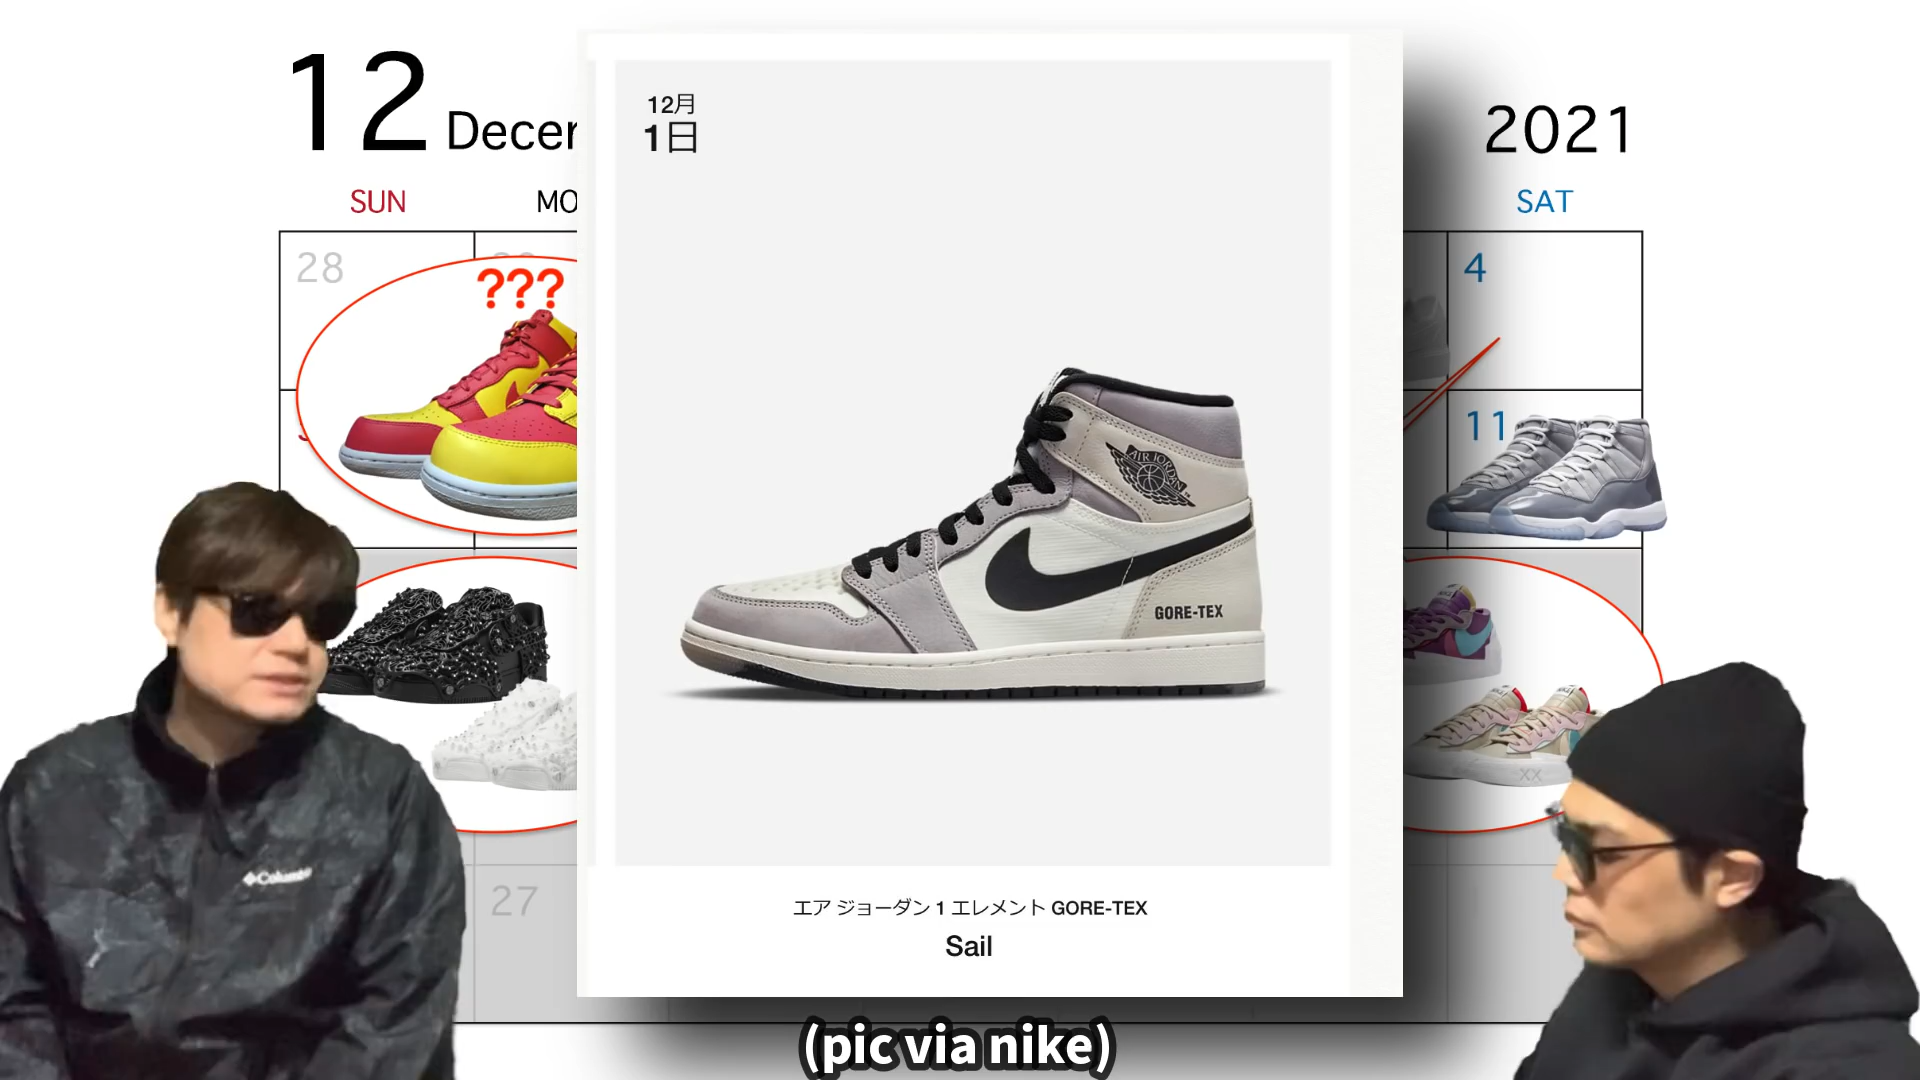 12 Decer
2021
SUN
MO
SAT
28
4
11
27
???
12月
1日
AIR JORDAN
GORE-TEX
エア ジョーダン 1 エレメント GORE-TEX
Sail
Columbia
XX
(pic via nike)